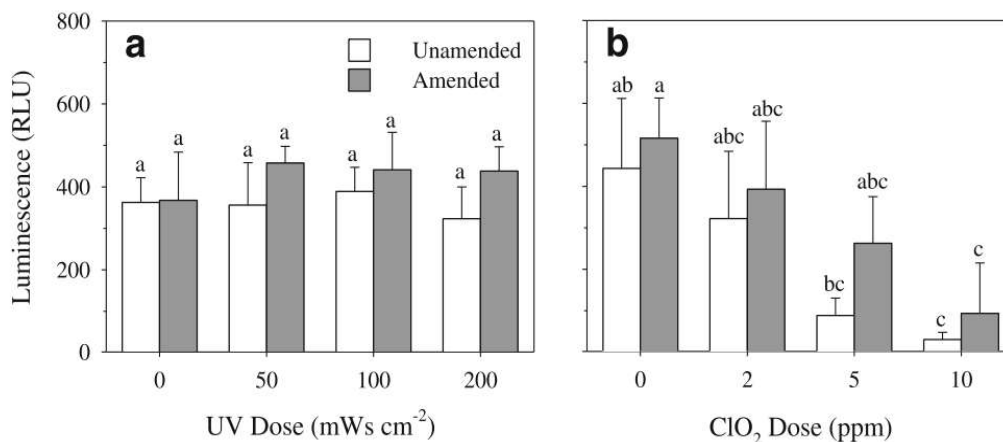 a
Unamended
Amended
Luminescence (RLU)
800
600
400
200
0
a a a a a a a a
0 50 100 200
UV Dose (mWs cm⁻²)
b
ab a abc abc bc abc c c
0 2 5 10
ClO₂ Dose (ppm)